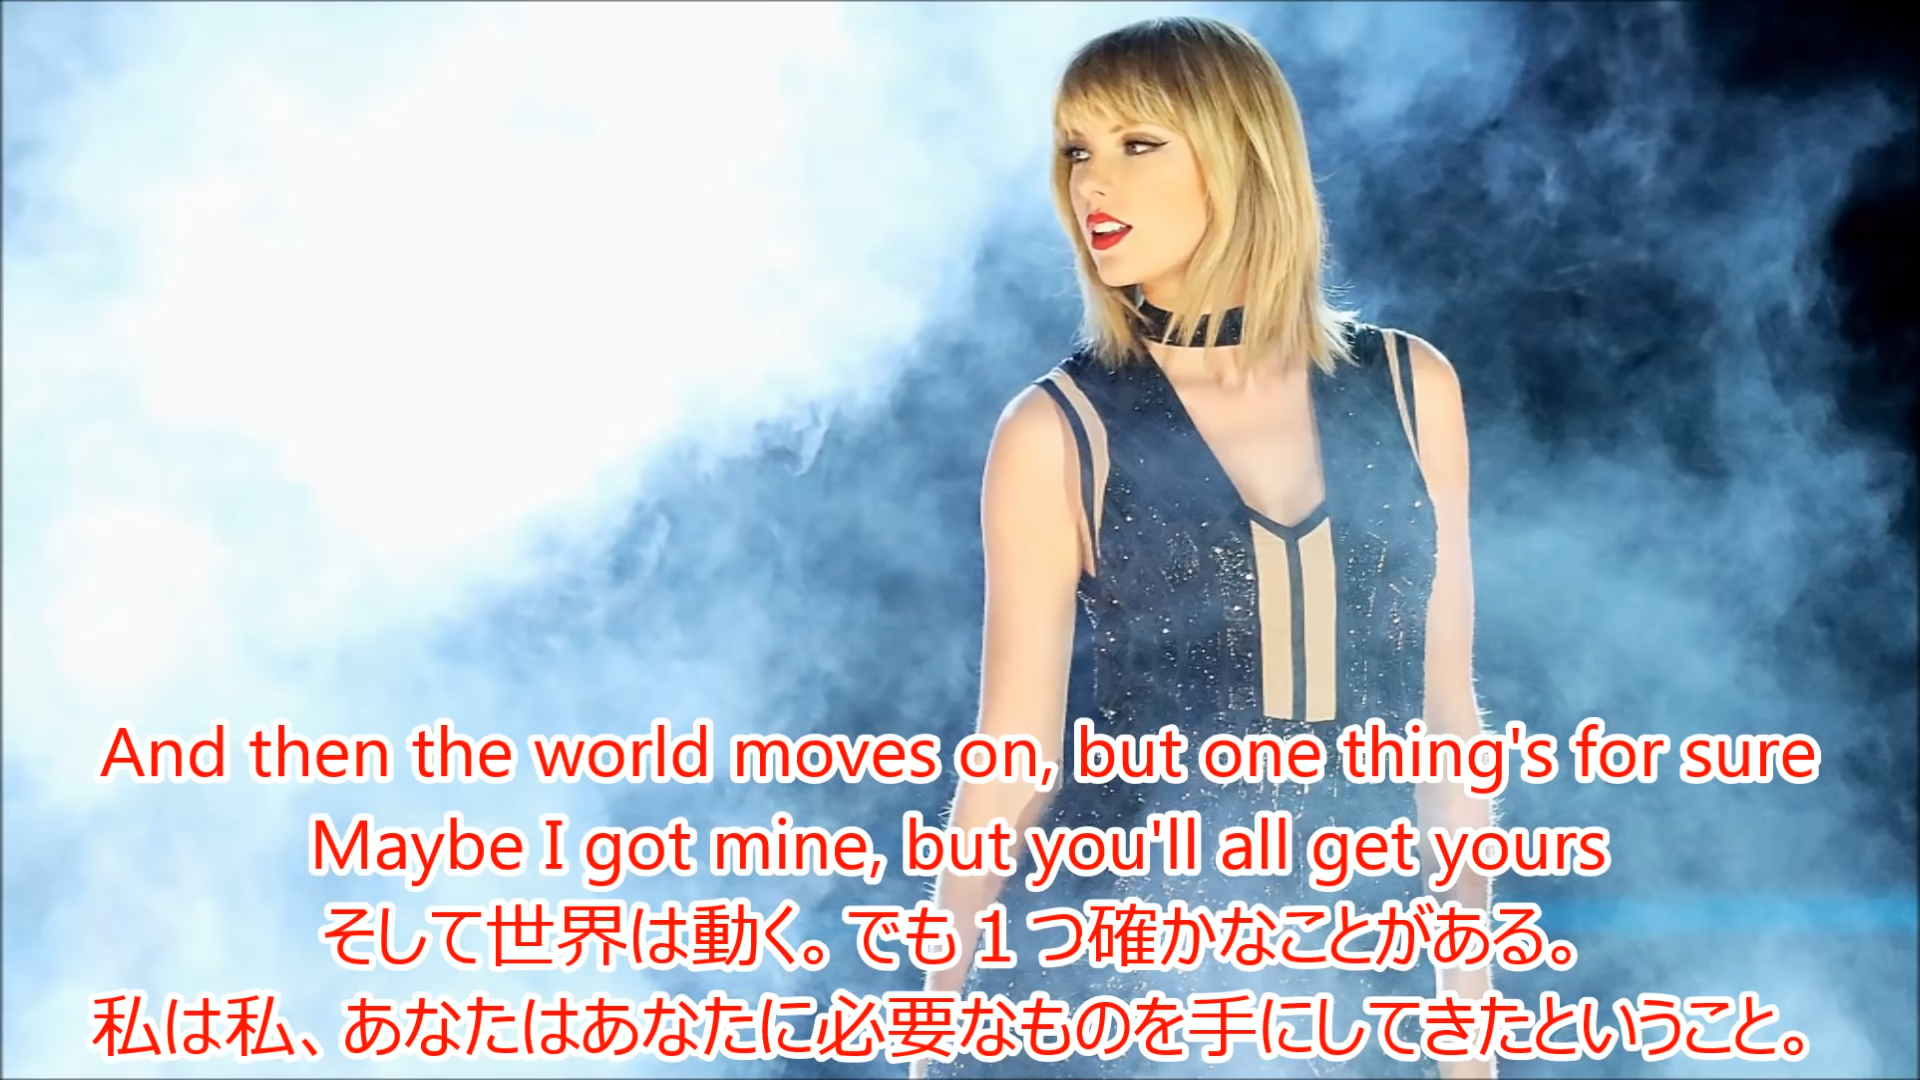 And then the world moves on, but one thing's for sure
Maybe I got mine, but you'll all get yours
そして世界は動く。でも１つ確かなことがある。
私は私、あなたはあなたに必要なものを手にしてきたということ。